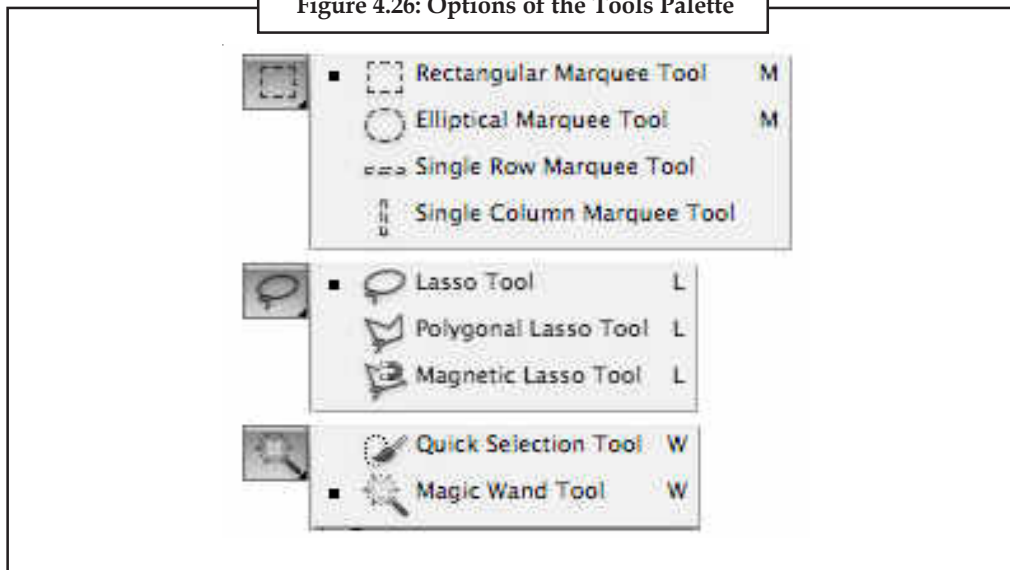 Figure 4.26: Options of the Tools Palette
Rectangular Marquee Tool M
Elliptical Marquee Tool M
Single Row Marquee Tool
Single Column Marquee Tool
Lasso Tool L
Polygonal Lasso Tool L
Magnetic Lasso Tool L
Quick Selection Tool W
Magic Wand Tool W